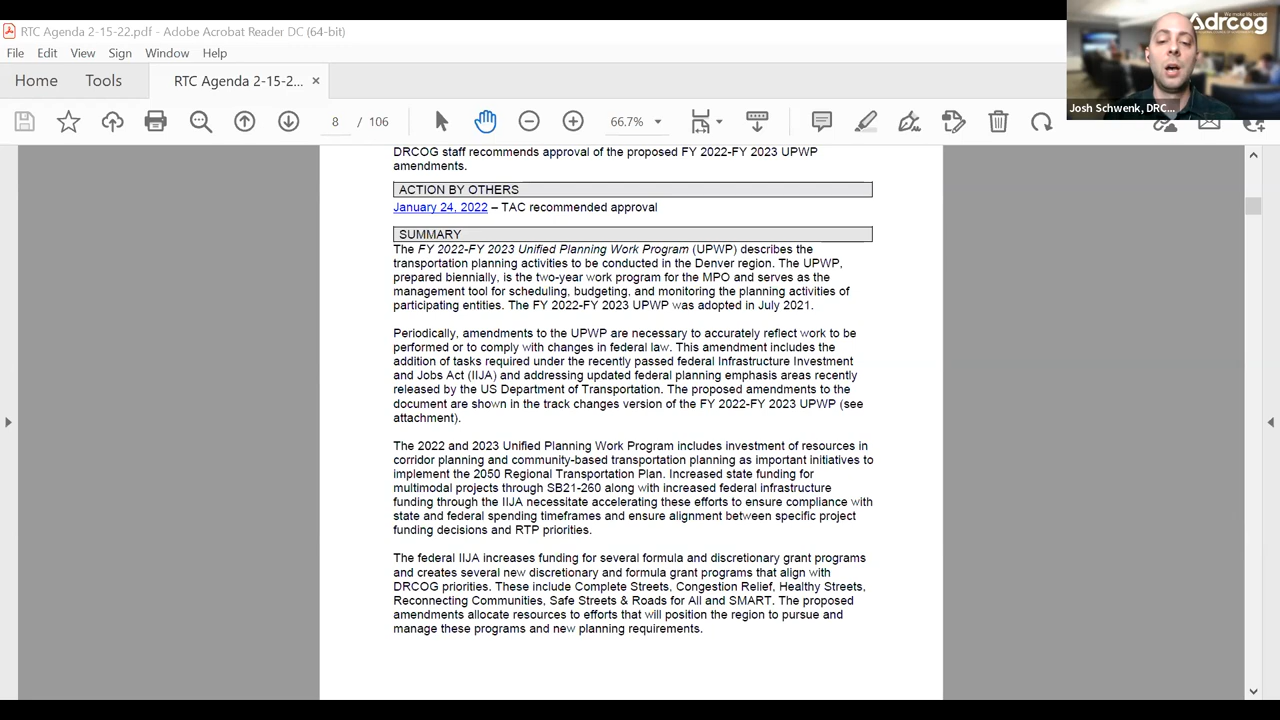 We make life better!
drcog
RTC Agenda 2-15-22.pdf - Adobe Acrobat Reader DC (64-bit)
File Edit View Sign Window Help
Home Tools RTC Agenda 2-15-2... ×
8 / 106 66.7%
Josh Schwenk, DRC...
DRCOG staff recommends approval of the proposed FY 2022-FY 2023 UPWP
amendments.
ACTION BY OTHERS
January 24, 2022 – TAC recommended approval
SUMMARY
The FY 2022-FY 2023 Unified Planning Work Program (UPWP) describes the
transportation planning activities to be conducted in the Denver region. The UPWP,
prepared biennially, is the two-year work program for the MPO and serves as the
management tool for scheduling, budgeting, and monitoring the planning activities of
participating entities. The FY 2022-FY 2023 UPWP was adopted in July 2021.
Periodically, amendments to the UPWP are necessary to accurately reflect work to be
performed or to comply with changes in federal law. This amendment includes the
addition of tasks required under the recently passed federal Infrastructure Investment
and Jobs Act (IIJA) and addressing updated federal planning emphasis areas recently
released by the US Department of Transportation. The proposed amendments to the
document are shown in the track changes version of the FY 2022-FY 2023 UPWP (see
attachment).
The 2022 and 2023 Unified Planning Work Program includes investment of resources in
corridor planning and community-based transportation planning as important initiatives to
implement the 2050 Regional Transportation Plan. Increased state funding for
multimodal projects through SB21-260 along with increased federal infrastructure
funding through the IIJA necessitate accelerating these efforts to ensure compliance with
state and federal spending timeframes and ensure alignment between specific project
funding decisions and RTP priorities.
The federal IIJA increases funding for several formula and discretionary grant programs
and creates several new discretionary and formula grant programs that align with
DRCOG priorities. These include Complete Streets, Congestion Relief, Healthy Streets,
Reconnecting Communities, Safe Streets & Roads for All and SMART. The proposed
amendments allocate resources to efforts that will position the region to pursue and
manage these programs and new planning requirements.